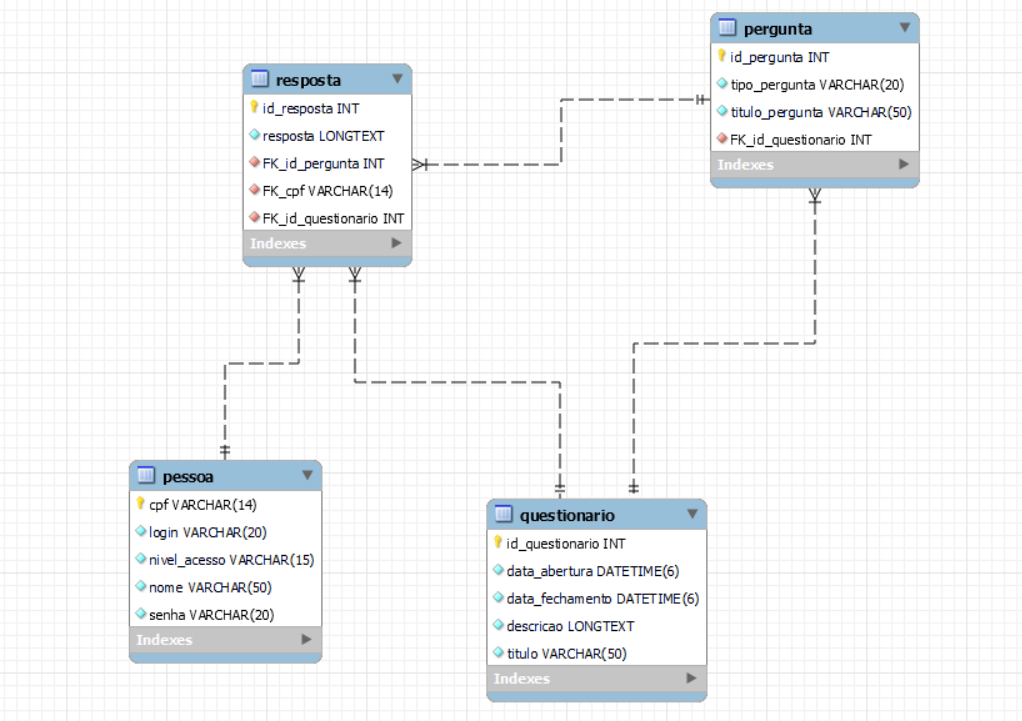 pergunta
id_pergunta INT
tipo_pergunta VARCHAR(20)
titulo_pergunta VARCHAR(50)
FK_id_questionario INT
Indexes
resposta
id_resposta INT
resposta LONGTEXT
FK_id_pergunta INT
FK_cpf VARCHAR(14)
FK_id_questionario INT
Indexes
pessoa
cpf VARCHAR(14)
login VARCHAR(20)
nivel_acesso VARCHAR(15)
nome VARCHAR(50)
senha VARCHAR(20)
Indexes
questionario
id_questionario INT
data_abertura DATETIME(6)
data_fechamento DATETIME(6)
descricao LONGTEXT
titulo VARCHAR(50)
Indexes